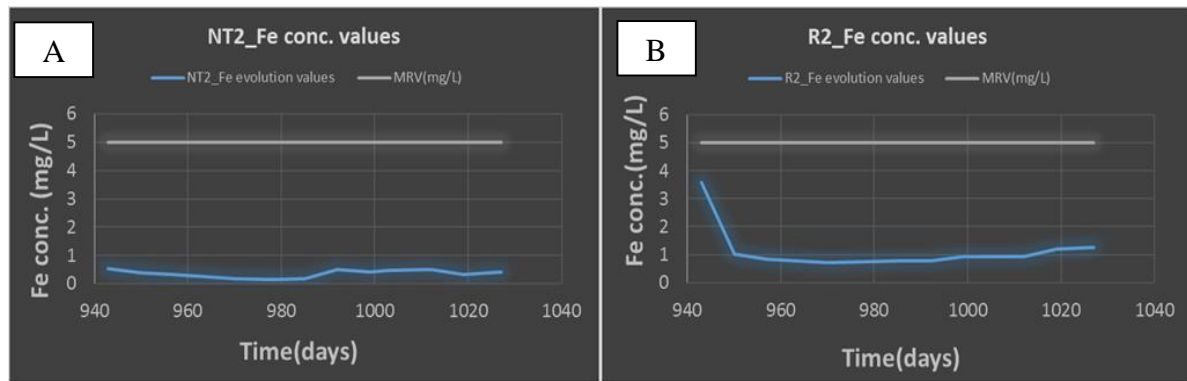 A
NT2_Fe conc. values
NT2_Fe evolution values MRV(mg/L)
Fe conc. (mg/L)
6
5
4
3
2
1
0
940 960 980 1000 1020 1040
Time(days)
B
R2_Fe conc. values
R2_Fe evolution values MRV(mg/L)
Fe conc.(mg/L)
6
5
4
3
2
1
0
940 960 980 1000 1020 1040
Time(days)